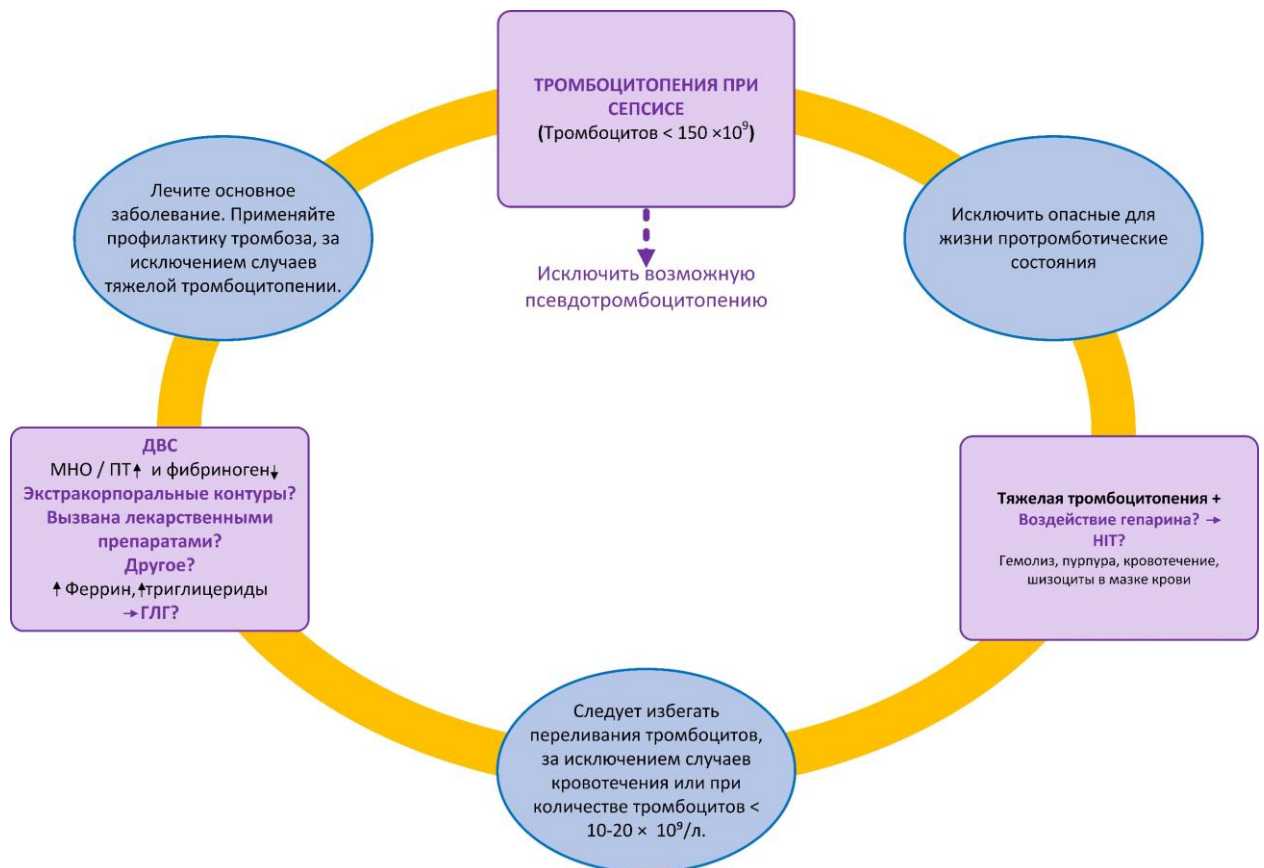 ТРОМБОЦИТОПЕНИЯ ПРИ
СЕПСИСЕ
(Тромбоцитов < 150 ×10⁹)
Исключить возможную
псевдотромбоцитопению
Исключить опасные для
жизни протромботические
состояния
Тяжелая тромбоцитопения +
Воздействие гепарина? →
HIT?
Гемолиз, пурпура, кровотечение,
шизоциты в мазке крови
Следует избегать
переливания тромбоцитов,
за исключением случаев
кровотечения или при
количестве тромбоцитов <
10-20 × 10⁹/л.
ДВС
МНО / ПТ↑ и фибриноген↓
Экстракорпоральные контуры?
Вызвана лекарственными
препаратами?
Другое?
↑ Феррин,↑триглицериды
→ГЛГ?
Лечите основное
заболевание. Применяйте
профилактику тромбоза, за
исключением случаев
тяжелой тромбоцитопении.